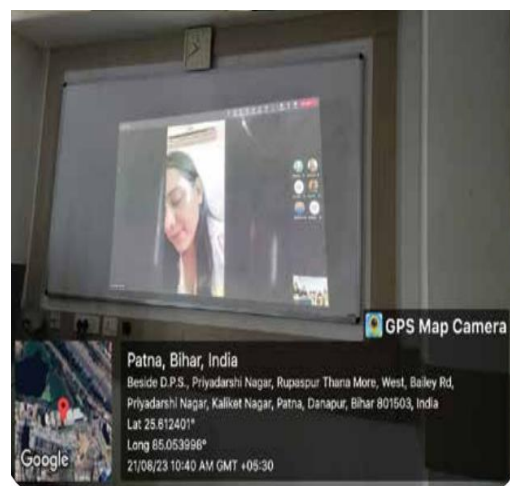 GPS Map Camera
Patna, Bihar, India
Beside D.P.S., Priyadarshi Nagar, Rupaspur Thana More, West, Bailey Rd,
Priyadarshi Nagar, Kaliket Nagar, Patna, Danapur, Bihar 801503, India
Lat 25.612401°
Long 85.053998°
21/08/23 10:40 AM GMT +05:30
Google